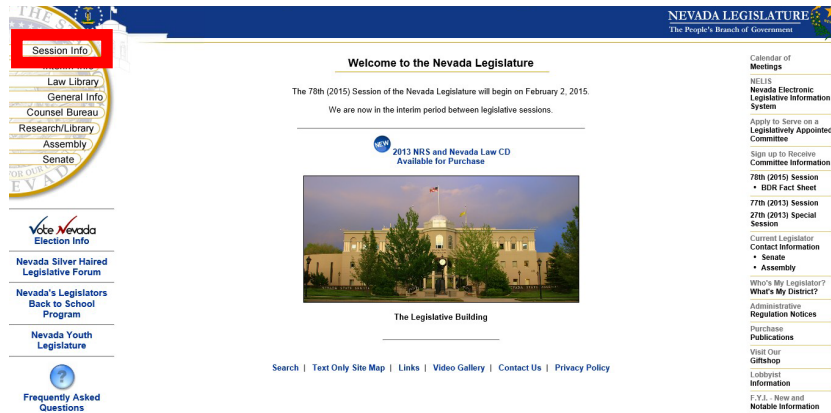 THE
NEVADA LEGISLATURE
The People's Branch of Government
Session Info
Law Library
General Info
Counsel Bureau
Research/Library
Assembly
Senate
Vote Nevada
Election Info
Nevada Silver Haired
Legislative Forum
Nevada's Legislators
Back to School
Program
Nevada Youth
Legislature
?
Frequently Asked
Questions
Welcome to the Nevada Legislature
The 78th (2015) Session of the Nevada Legislature will begin on February 2, 2015.
We are now in the interim period between legislative sessions.
NEW
2013 NRS and Nevada Law CD
Available for Purchase
The Legislative Building
Search | Text Only Site Map | Links | Video Gallery | Contact Us | Privacy Policy
Calendar of
Meetings
NELIS
Nevada Electronic
Legislative Information
System
Apply to Serve on a
Legislatively Appointed
Committee
Sign up to Receive
Committee Information
78th (2015) Session
• BDR Fact Sheet
77th (2013) Session
27th (2013) Special
Session
Current Legislator
Contact Information
• Senate
• Assembly
Who's My Legislator?
What's My District?
Administrative
Regulation Notices
Purchase
Publications
Visit Our
Giftshop
Lobbyist
Information
F.Y.I. - New and
Notable Information